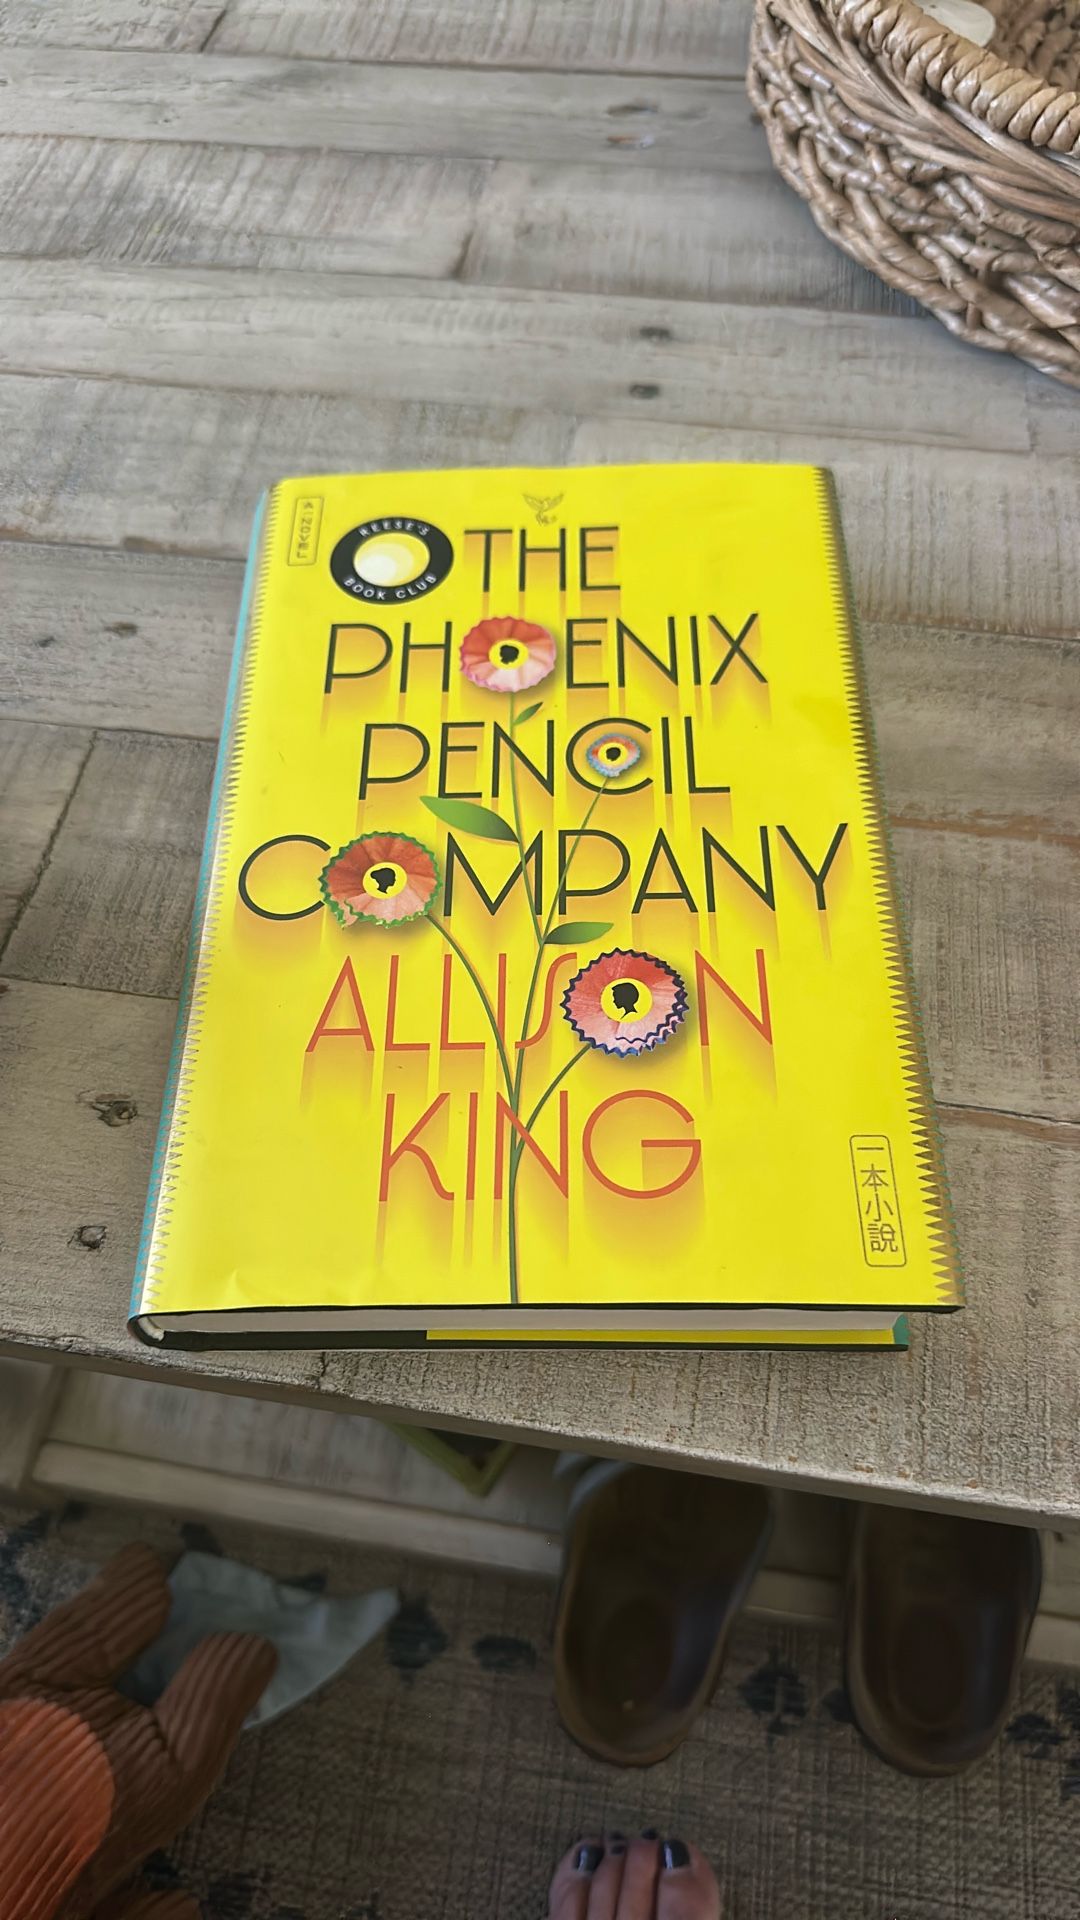 A NOVEL
REESE'S
BOOK CLUB
THE
PHOENIX
PENCIL
COMPANY
ALLISON
KING
一本小說